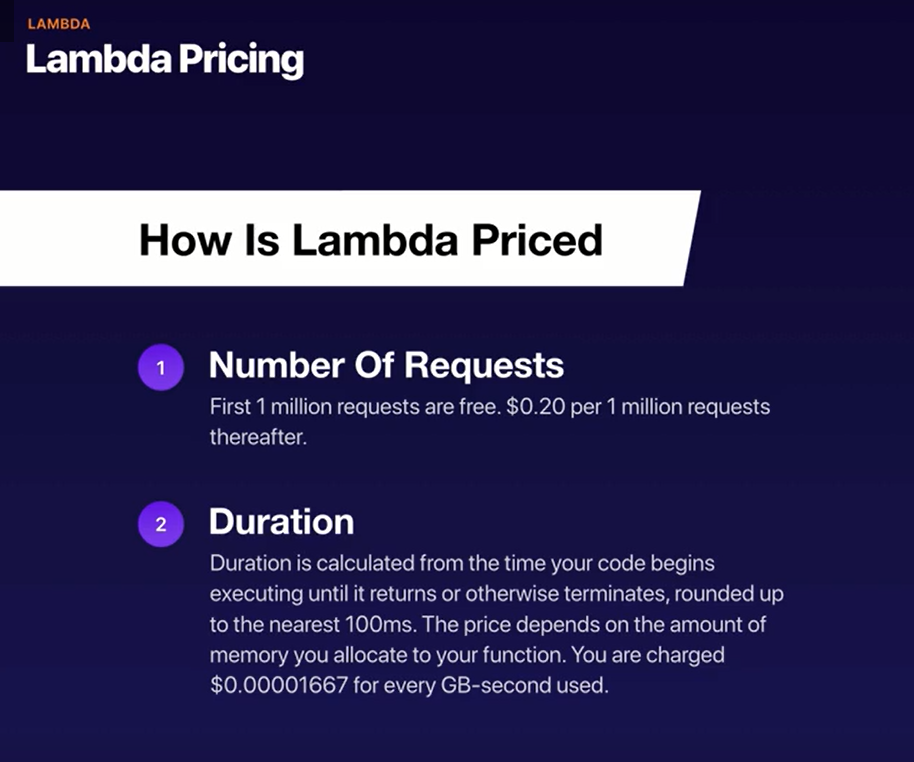 LAMBDA
Lambda Pricing
How Is Lambda Priced
1
Number Of Requests
First 1 million requests are free. $0.20 per 1 million requests
thereafter.
2
Duration
Duration is calculated from the time your code begins
executing until it returns or otherwise terminates, rounded up
to the nearest 100ms. The price depends on the amount of
memory you allocate to your function. You are charged
$0.00001667 for every GB-second used.